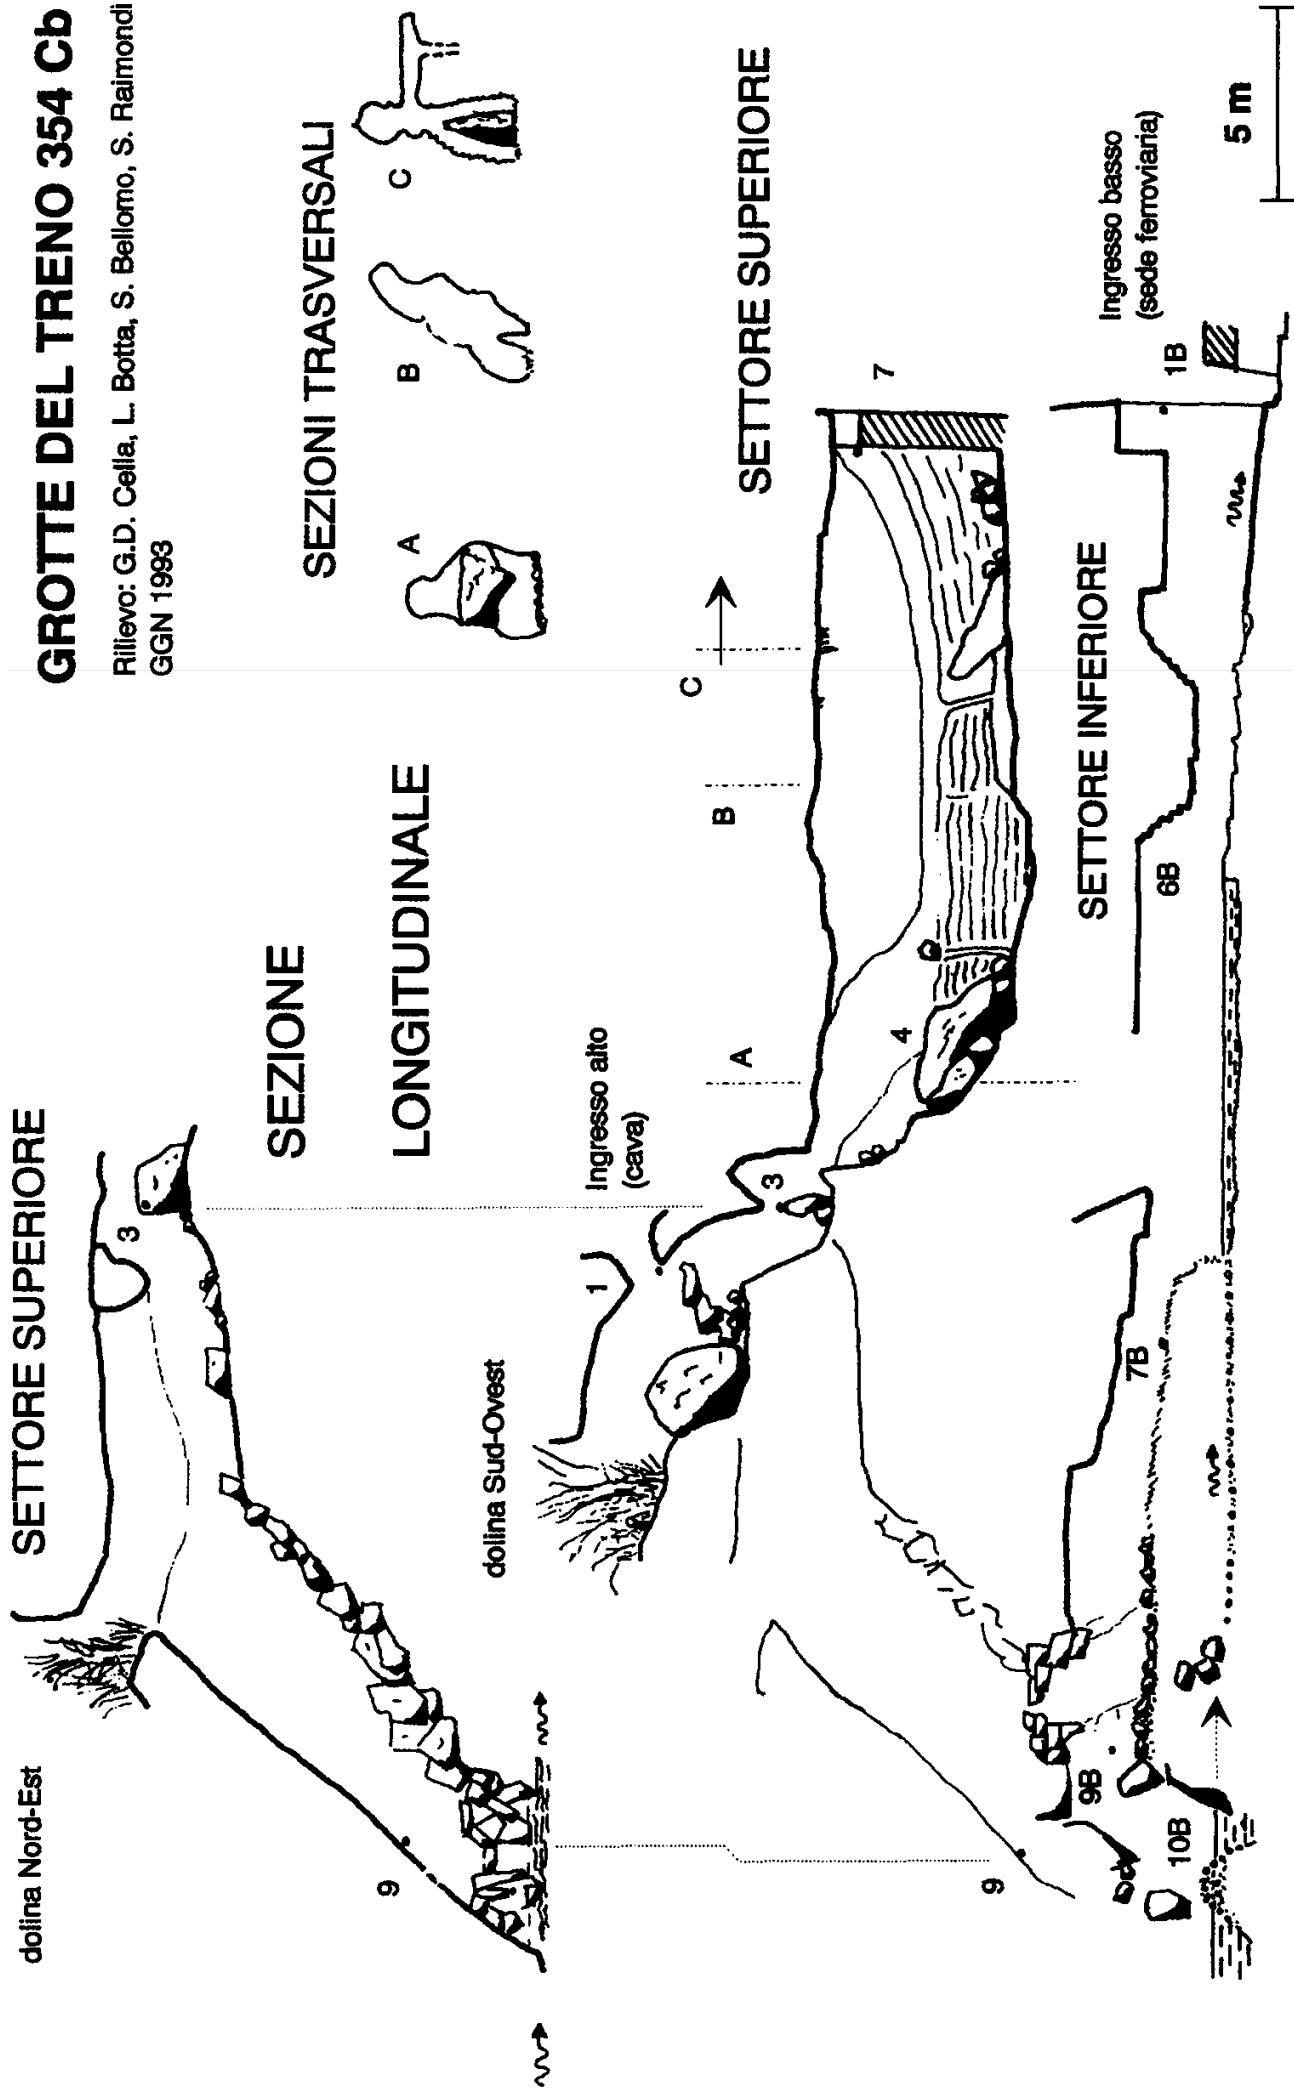 GROTTE DEL TRENO 354 Cb
Rilievo: G.D. Cella, L. Botta, S. Bellomo, S. Raimondi
GGN 1993
SEZIONI TRASVERSALI
A
B
C
SETTORE SUPERIORE
dolina Nord-Est
3
9
SEZIONE
LONGITUDINALE
SETTORE SUPERIORE
Ingresso alto
(cava)
dolina Sud-Ovest
1
3
A
4
B
C
7
9
SETTORE INFERIORE
Ingresso basso
(sede ferroviaria)
1B
6B
7B
9B
10B
5 m